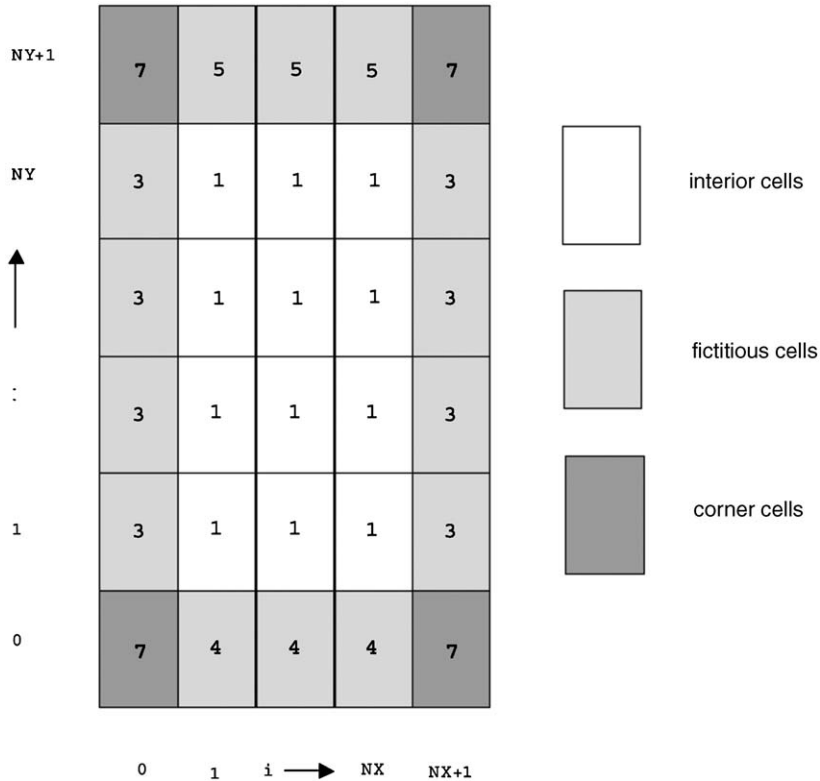 NY+1 7 5 5 5 7
NY 3 1 1 1 3
interior cells
3 1 1 1 3
fictitious cells
: 3 1 1 1 3
corner cells
1 3 1 1 1 3
0 7 4 4 4 7
0 1 i NX NX+1